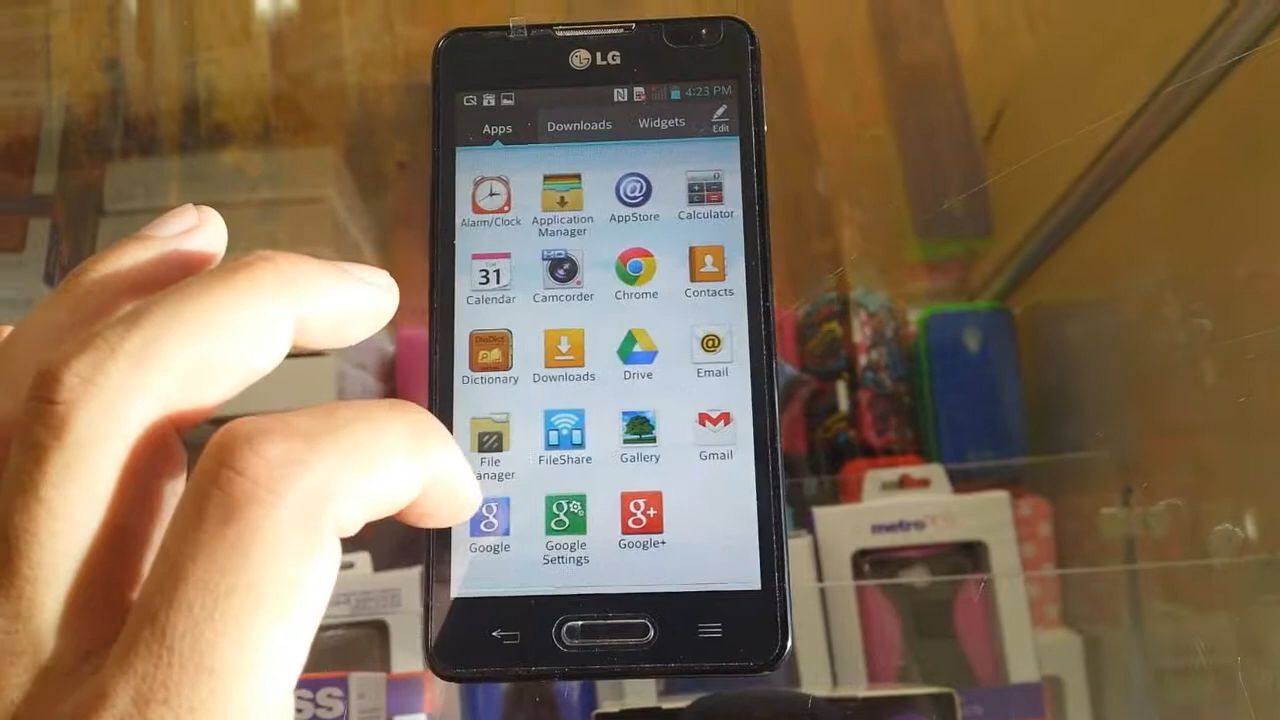 LG
4:23 PM
Apps Downloads Widgets Edit
Alarm/Clock Application Manager AppStore Calculator
31
Calendar Camcorder Chrome Contacts
Dictionary Downloads Drive Email
File anager FileShare Gallery Gmail
Google Google Settings Google+
metro
ss